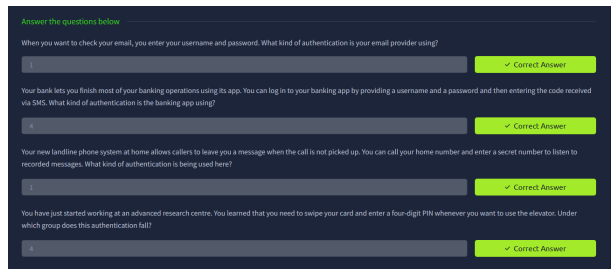 Answer the questions below
When you want to check your email, you enter your username and password. What kind of authentication is your email provider using?
1
✓ Correct Answer
Your bank lets you finish most of your banking operations using its app. You can log in to your banking app by providing a username and a password and then entering the code received
via SMS. What kind of authentication is the banking app using?
4
✓ Correct Answer
Your new landline phone system at home allows callers to leave you a message when the call is not picked up. You can call your home number and enter a secret number to listen to
recorded messages. What kind of authentication is being used here?
1
✓ Correct Answer
You have just started working at an advanced research centre. You learned that you need to swipe your card and enter a four-digit PIN whenever you want to use the elevator. Under
which group does this authentication fall?
4
✓ Correct Answer